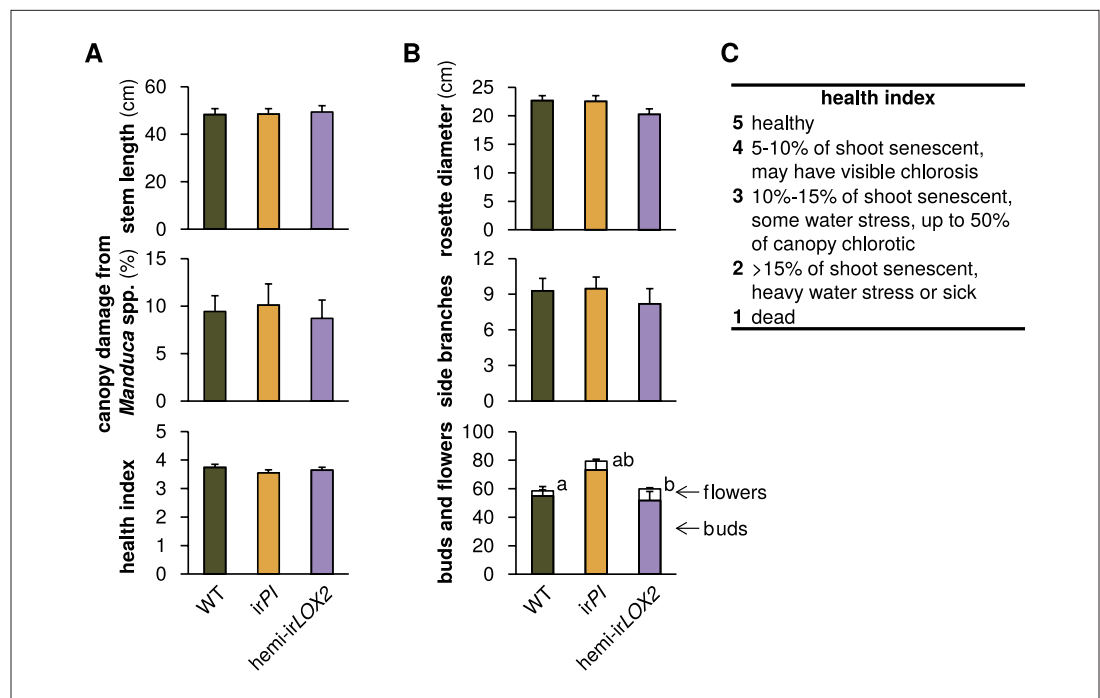 A
B
C
stem length (cm)
60
40
20
0
canopy damage from
Manduca spp. (%)
15
10
5
0
health index
5
4
3
2
1
0
WT
irPI
hemi-irLOX2
rosette diameter (cm)
25
20
15
10
5
0
side branches
12
9
6
3
0
buds and flowers
100
80
60
40
20
0
a
ab
b
flowers
buds
WT
irPI
hemi-irLOX2
health index
5 healthy
4 5-10% of shoot senescent,
may have visible chlorosis
3 10%-15% of shoot senescent,
some water stress, up to 50%
of canopy chlorotic
2 >15% of shoot senescent,
heavy water stress or sick
1 dead